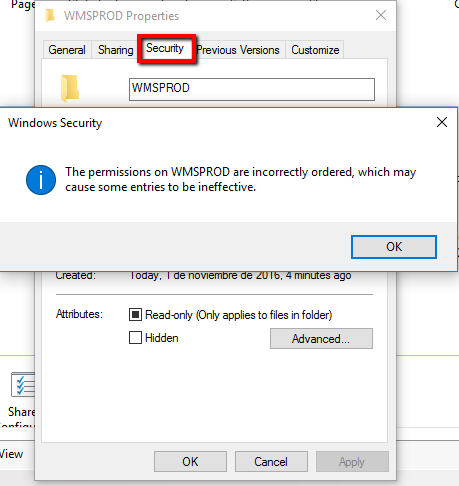 Page
WMSPROD Properties
General Sharing Security Previous Versions Customize
WMSPROD
Windows Security
The permissions on WMSPROD are incorrectly ordered, which may
cause some entries to be ineffective.
OK
Created: Today, 1 de noviembre de 2016, 4 minutes ago
Attributes: Read-only (Only applies to files in folder)
Hidden Advanced...
Share
View
OK Cancel Apply